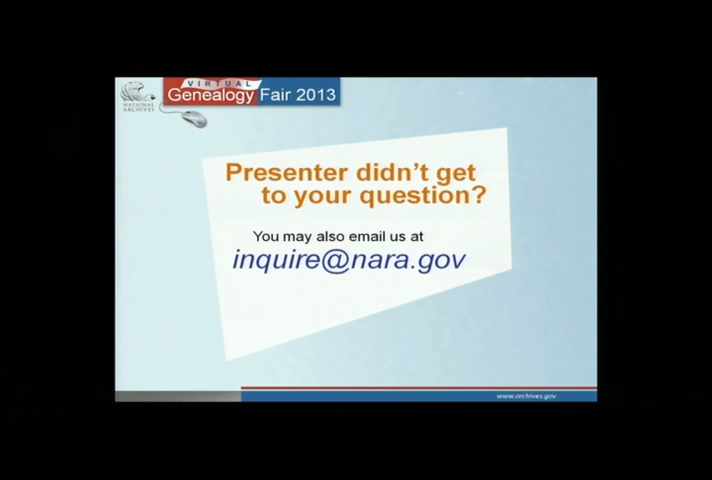 VIRTUAL
Genealogy Fair 2013
NATIONAL
ARCHIVES
Presenter didn't get
to your question?
You may also email us at
inquire@nara.gov
www.archives.gov